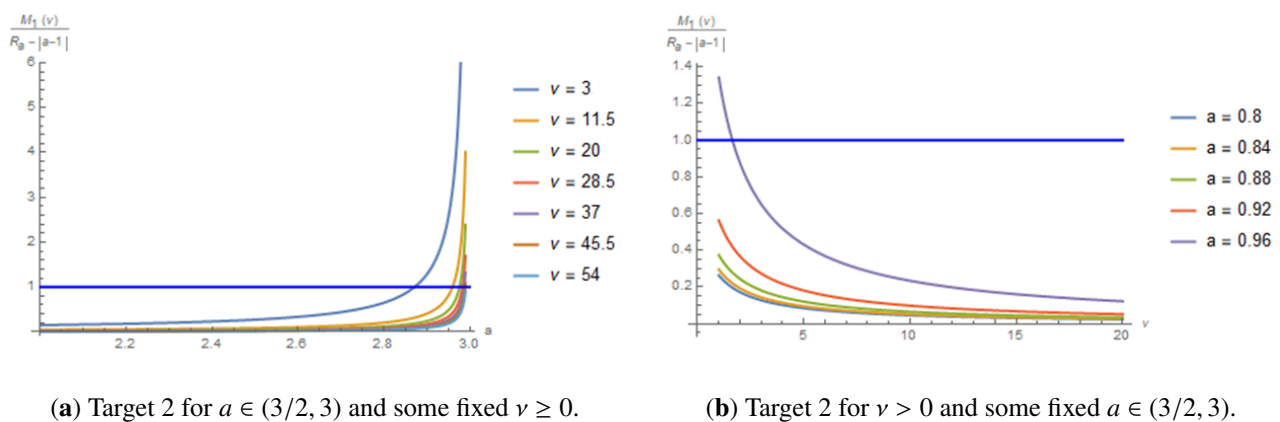 M₁ (ν)
Rₐ - |a-1|
6
5
4
3
2
1
2.2 2.4 2.6 2.8 3.0
a
ν = 3
ν = 11.5
ν = 20
ν = 28.5
ν = 37
ν = 45.5
ν = 54
M₁ (ν)
Rₐ - |a-1|
1.4
1.2
1.0
0.8
0.6
0.4
0.2
5 10 15 20
ν
a = 0.8
a = 0.84
a = 0.88
a = 0.92
a = 0.96
(a) Target 2 for a ∈ (3/2, 3) and some fixed ν ≥ 0.
(b) Target 2 for ν > 0 and some fixed a ∈ (3/2, 3).